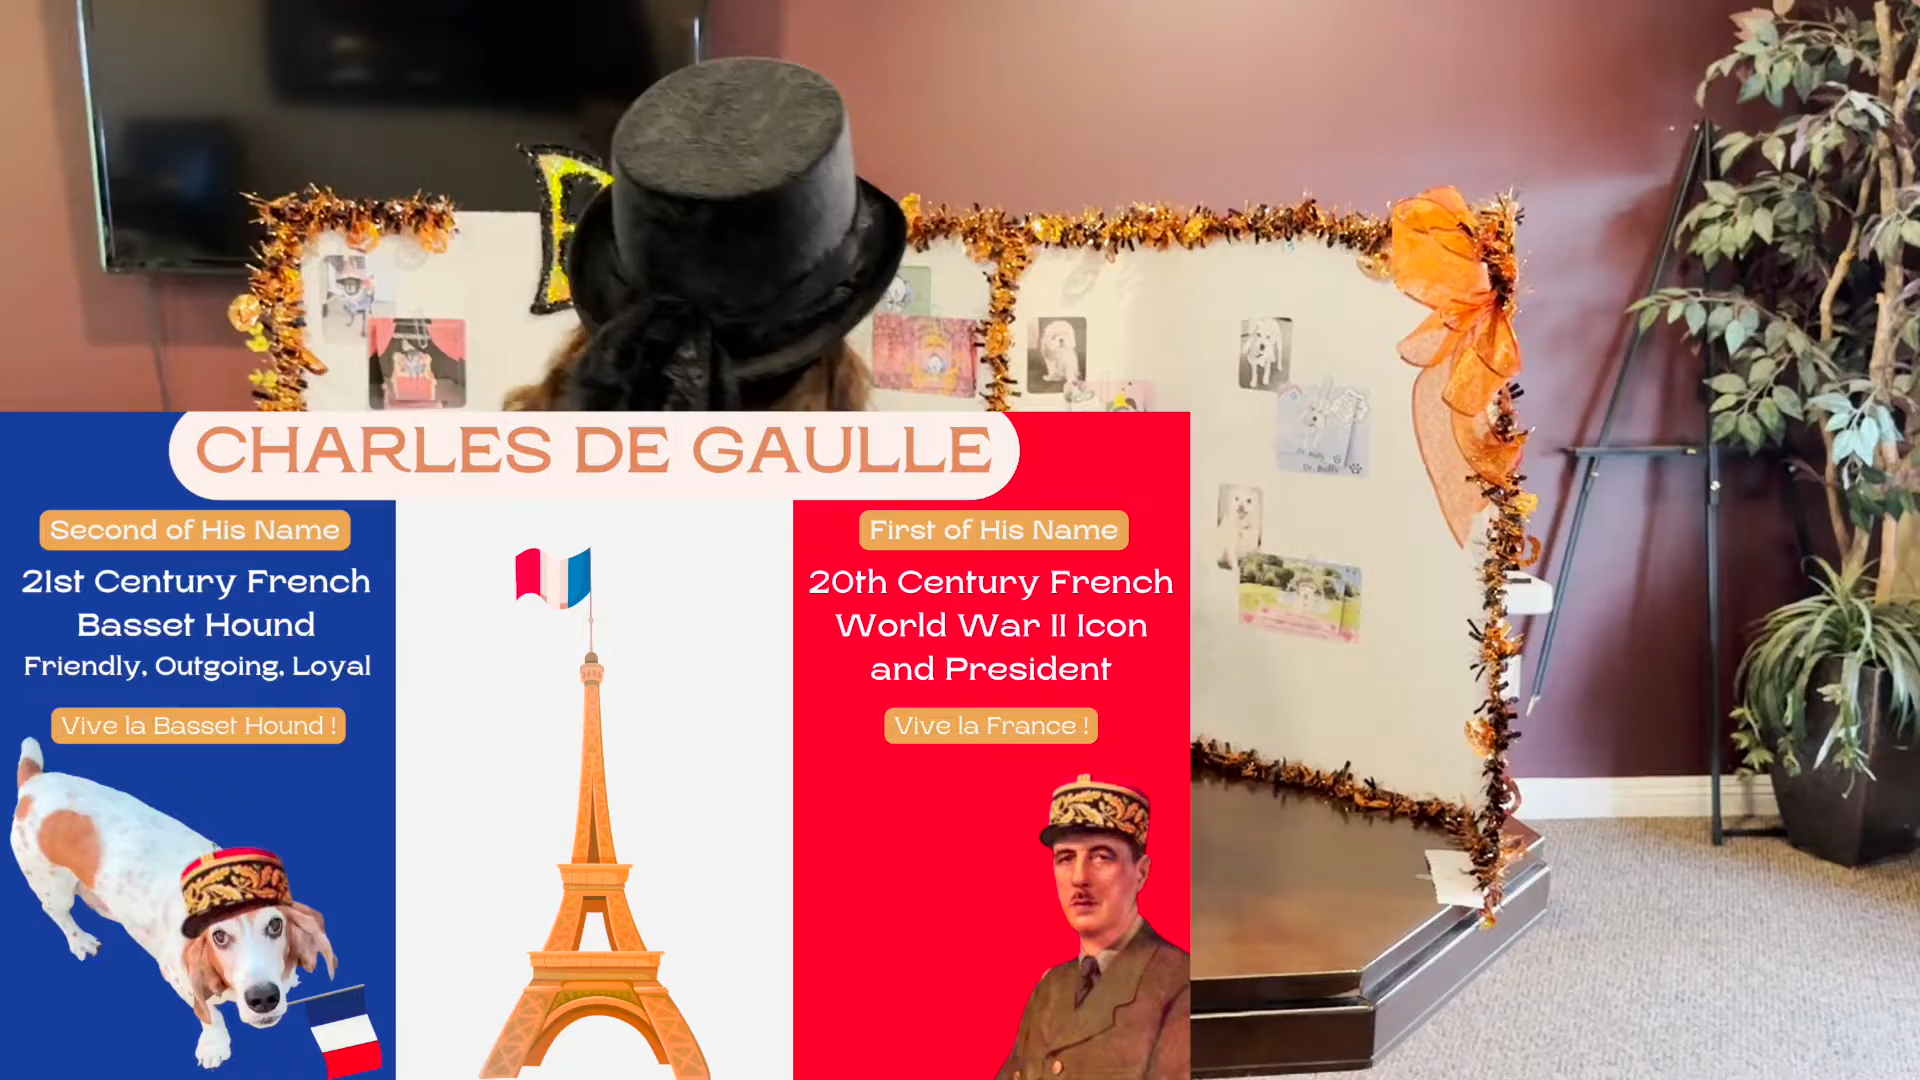 F
CHARLES DE GAULLE
Second of His Name
21st Century French
Basset Hound
Friendly, Outgoing, Loyal
Vive la Basset Hound !
First of His Name
20th Century French
World War II Icon
and President
Vive la France !